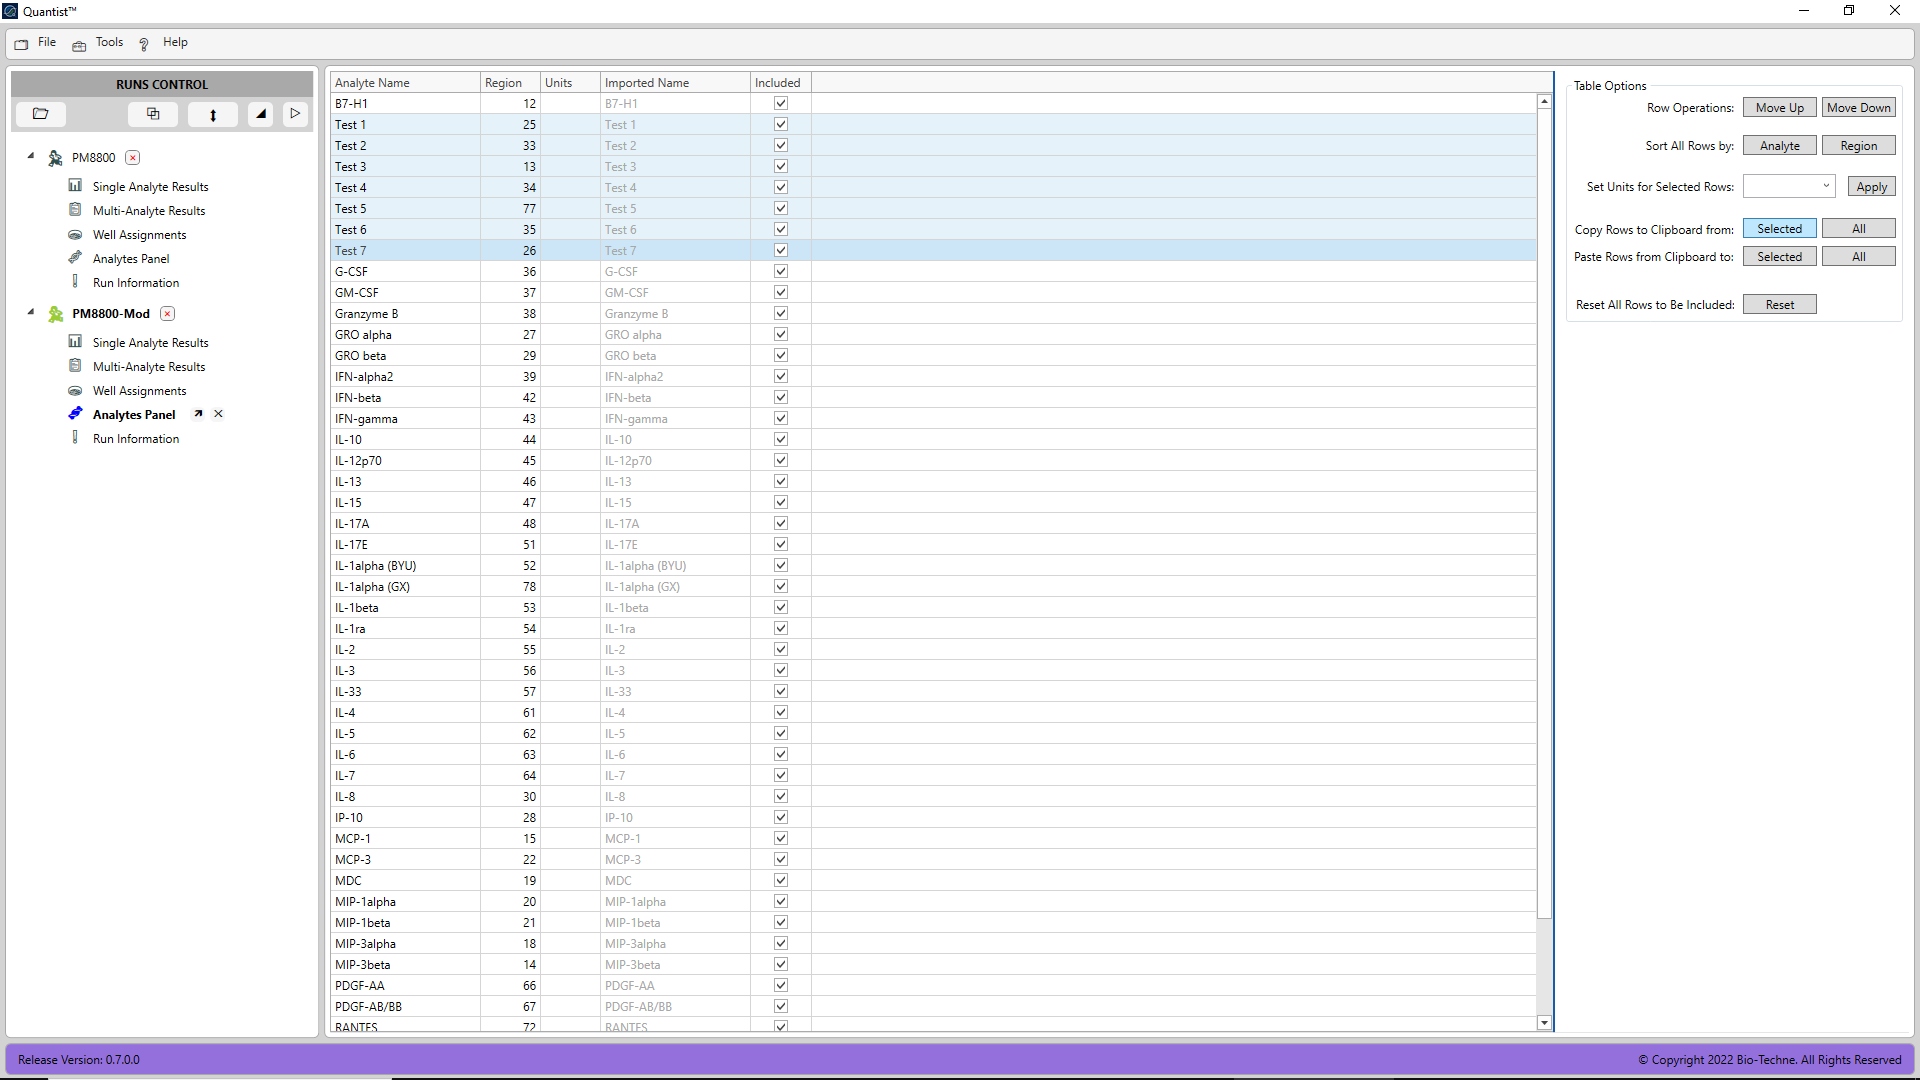 Quantist™
File Tools Help
RUNS CONTROL
PM8800
Single Analyte Results
Multi-Analyte Results
Well Assignments
Analytes Panel
Run Information
PM8800-Mod
Single Analyte Results
Multi-Analyte Results
Well Assignments
Analytes Panel
Run Information
Analyte Name Region Units Imported Name Included
B7-H1 12 B7-H1
Test 1 25 Test 1
Test 2 33 Test 2
Test 3 13 Test 3
Test 4 34 Test 4
Test 5 77 Test 5
Test 6 35 Test 6
Test 7 26 Test 7
G-CSF 36 G-CSF
GM-CSF 37 GM-CSF
Granzyme B 38 Granzyme B
GRO alpha 27 GRO alpha
GRO beta 29 GRO beta
IFN-alpha2 39 IFN-alpha2
IFN-beta 42 IFN-beta
IFN-gamma 43 IFN-gamma
IL-10 44 IL-10
IL-12p70 45 IL-12p70
IL-13 46 IL-13
IL-15 47 IL-15
IL-17A 48 IL-17A
IL-17E 51 IL-17E
IL-1alpha (BYU) 52 IL-1alpha (BYU)
IL-1alpha (GX) 78 IL-1alpha (GX)
IL-1beta 53 IL-1beta
IL-1ra 54 IL-1ra
IL-2 55 IL-2
IL-3 56 IL-3
IL-33 57 IL-33
IL-4 61 IL-4
IL-5 62 IL-5
IL-6 63 IL-6
IL-7 64 IL-7
IL-8 30 IL-8
IP-10 28 IP-10
MCP-1 15 MCP-1
MCP-3 22 MCP-3
MDC 19 MDC
MIP-1alpha 20 MIP-1alpha
MIP-1beta 21 MIP-1beta
MIP-3alpha 18 MIP-3alpha
MIP-3beta 14 MIP-3beta
PDGF-AA 66 PDGF-AA
PDGF-AB/BB 67 PDGF-AB/BB
RANTES 72 RANTES
Table Options
Row Operations: Move Up Move Down
Sort All Rows by: Analyte Region
Set Units for Selected Rows: Apply
Copy Rows to Clipboard from: Selected All
Paste Rows from Clipboard to: Selected All
Reset All Rows to Be Included: Reset
Release Version: 0.7.0.0
© Copyright 2022 Bio-Techne. All Rights Reserved